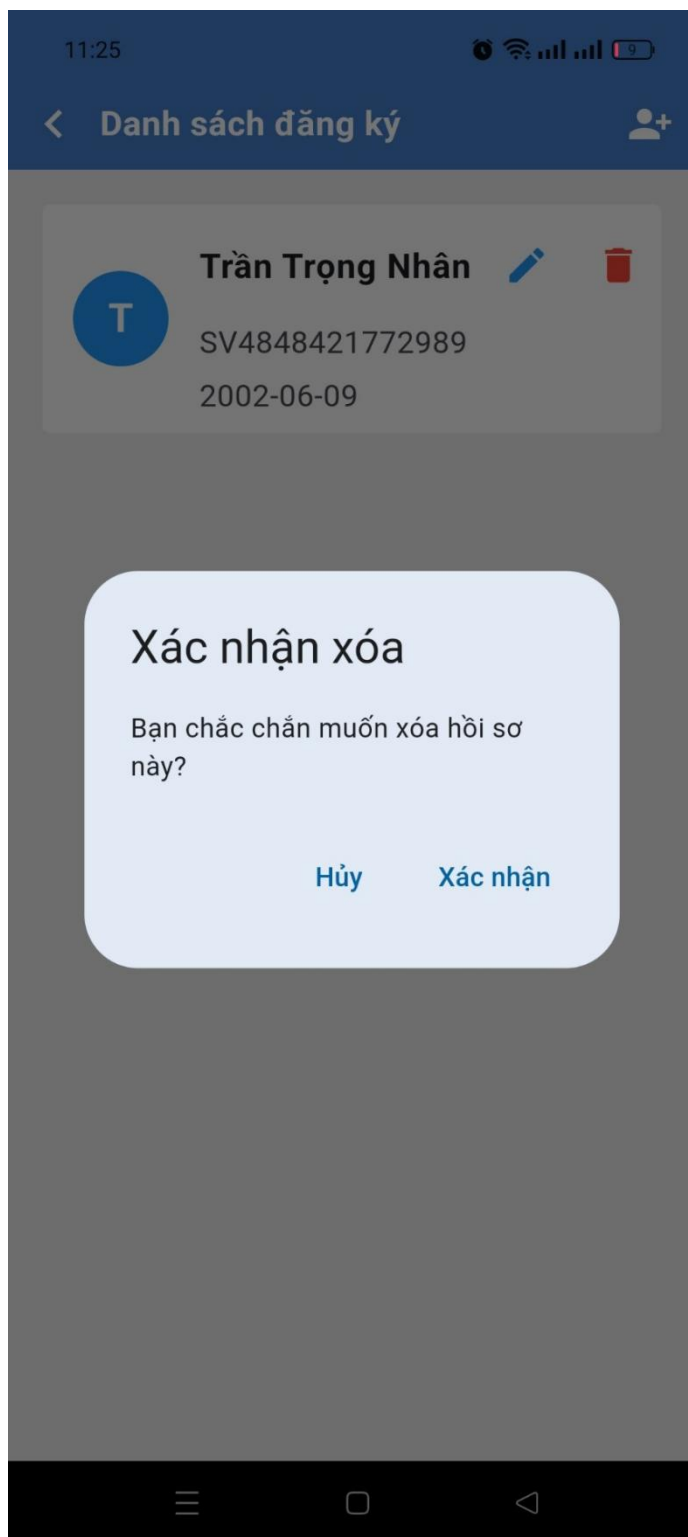 11:25
9
Danh sách đăng ký
Trần Trọng Nhân
T
SV4848421772989
2002-06-09
Xác nhận xóa
Bạn chắc chắn muốn xóa hồi sơ
này?
Hủy
Xác nhận